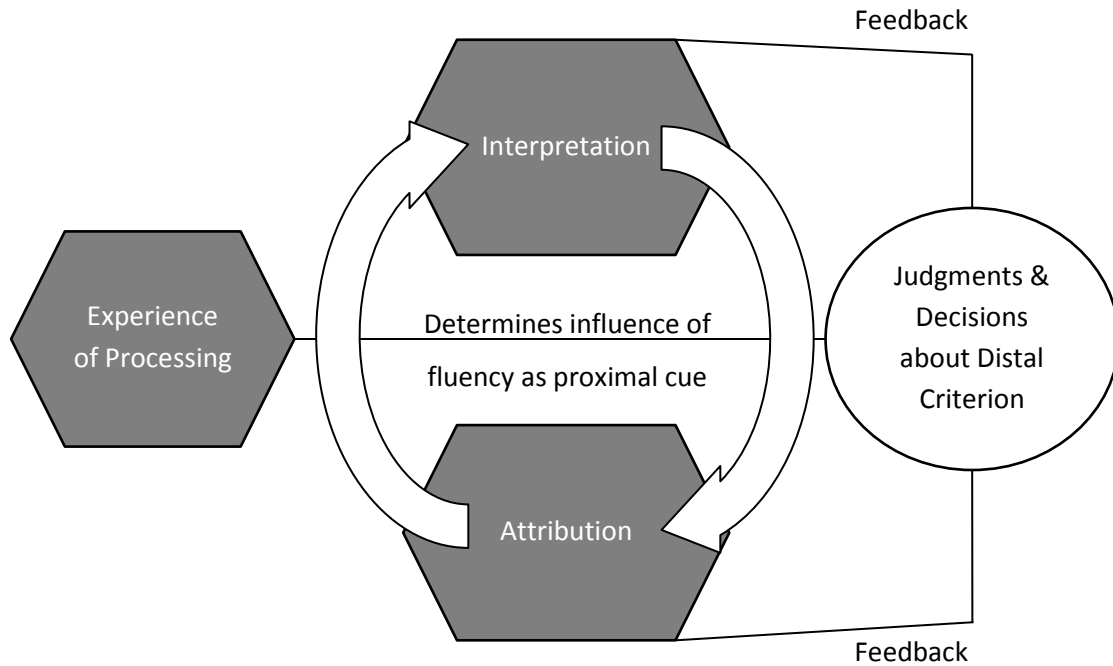 Feedback
Interpretation
Experience
of Processing
Determines influence of
fluency as proximal cue
Judgments &
Decisions
about Distal
Criterion
Attribution
Feedback